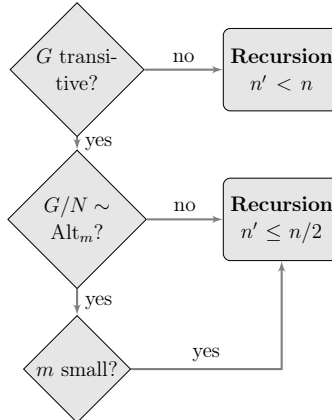 G transi-
tive?
no
Recursion
n′ < n
yes
G/N ∼
Alt_m?
no
Recursion
n′ ≤ n/2
yes
m small?
yes